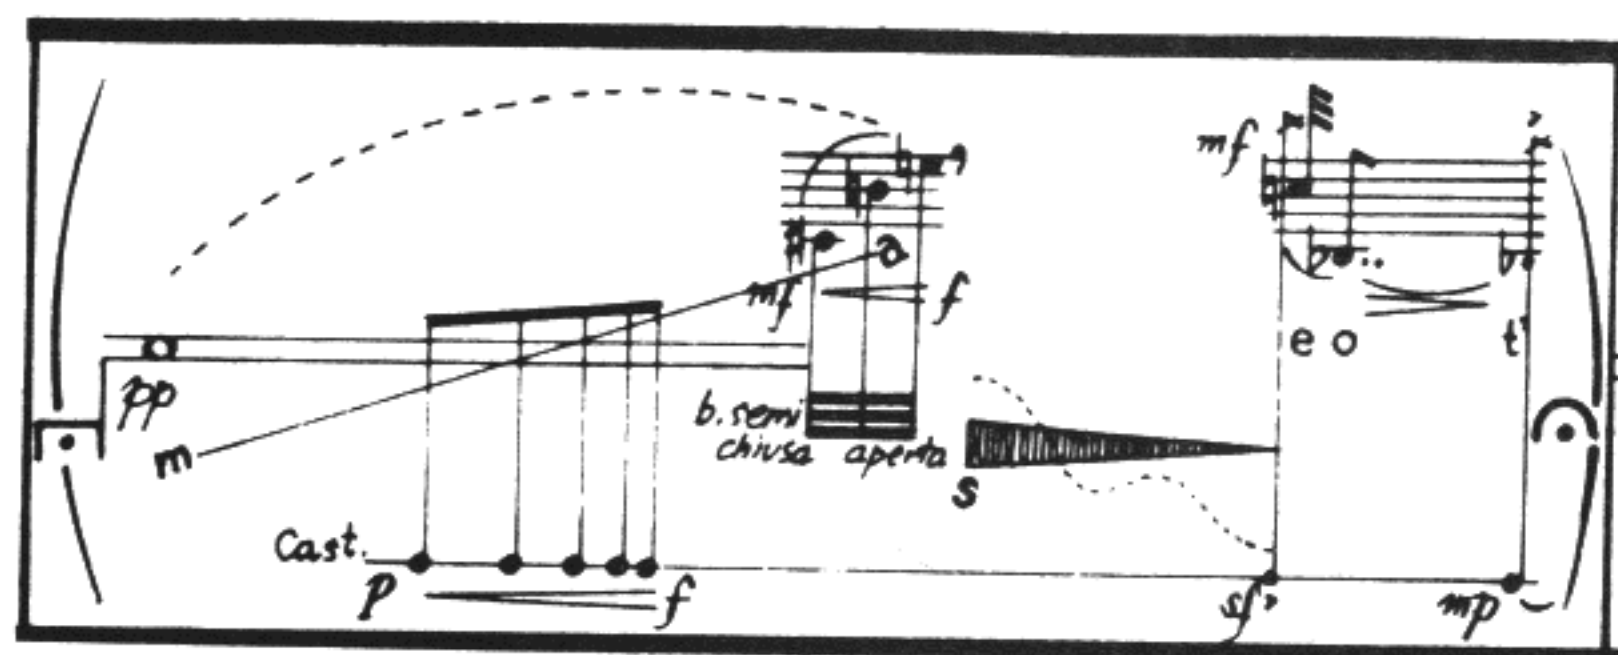 mf
mf f
e o t'
pp
b. semi
chiusa aperta
m a
s
Cast.
p f sf mp